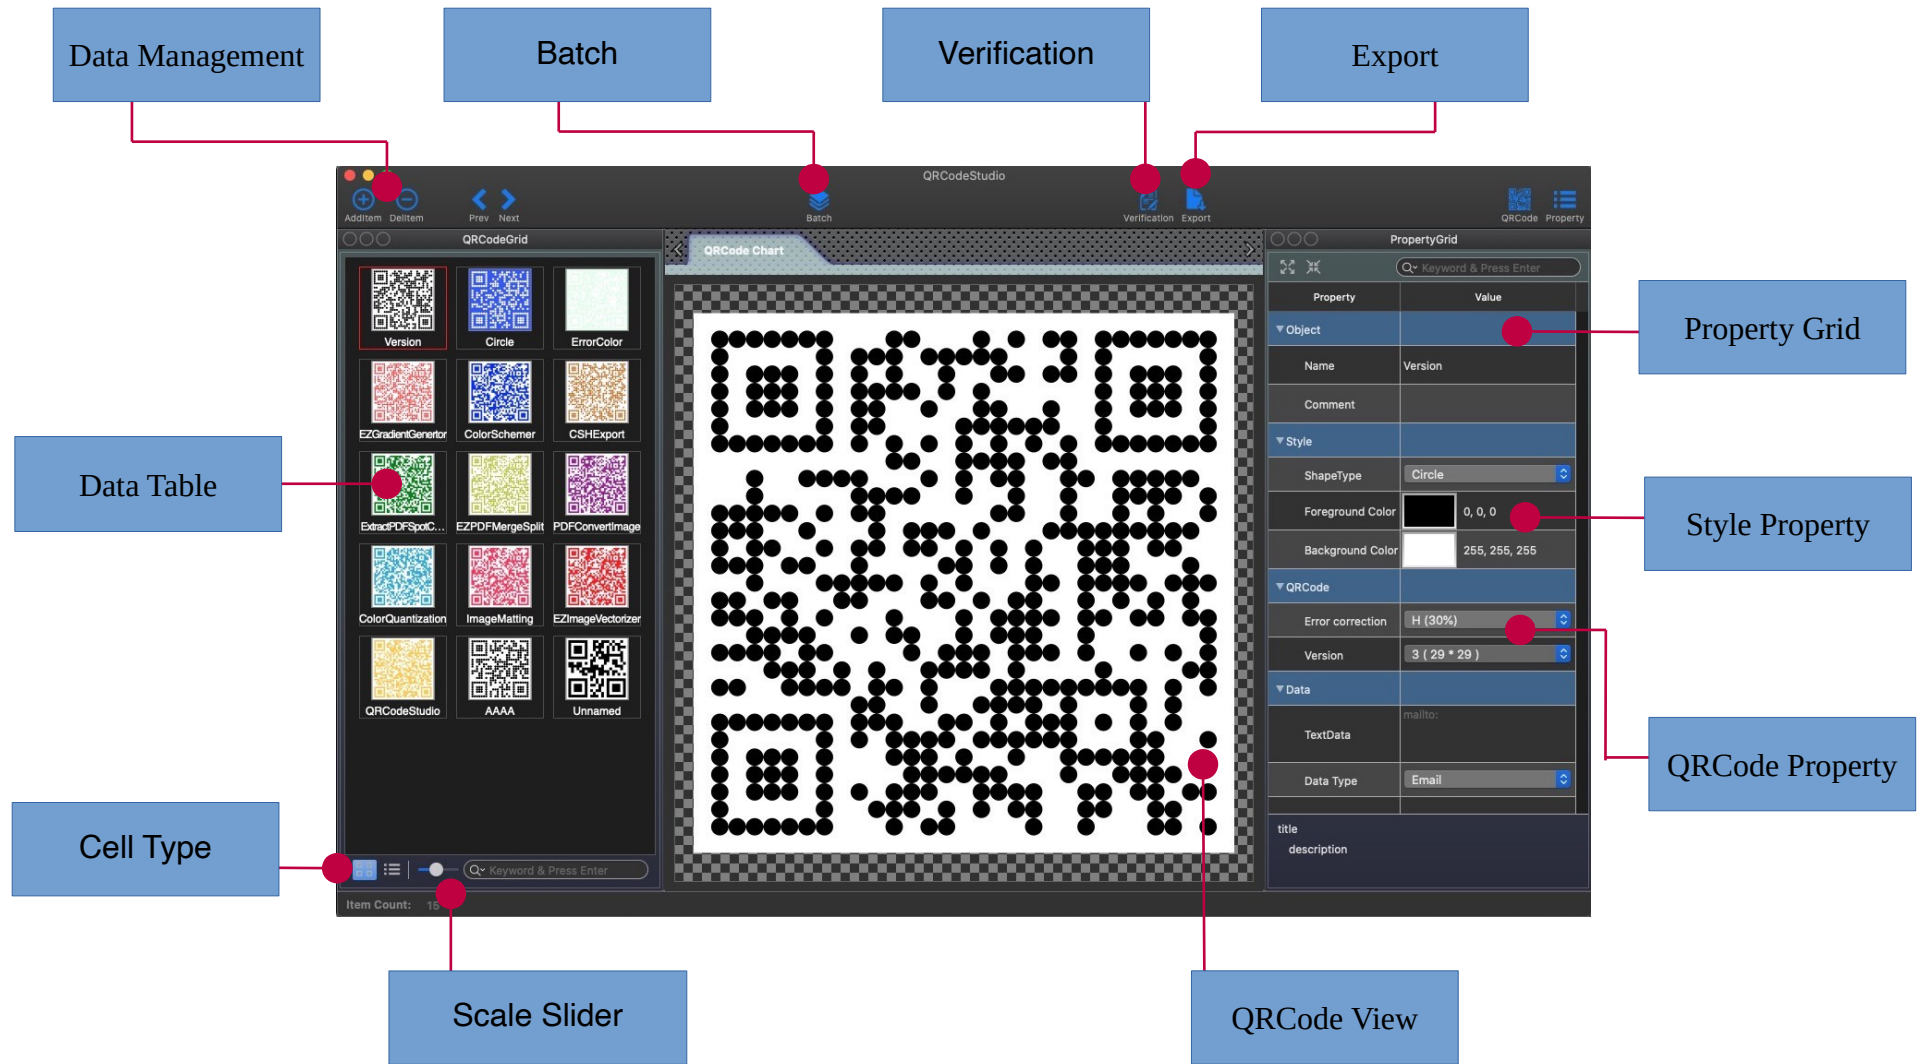 Data Management
Batch
Verification
Export
QRCodeStudio
AddItem DelItem
Prev Next
Batch
Verification Export
QRCode Property
QRCodeGrid
Version Circle ErrorColor
EZGradientGenertor ColorSchemer CSHExport
ExtractPDFSpotC... EZPDFMergeSplit PDFConvertImage
ColorQuantization ImageMatting EZImageVectorizer
QRCodeStudio AAAA Unnamed
Keyword & Press Enter
Item Count: 15
QRCode Chart
PropertyGrid
Keyword & Press Enter
Property Value
Object
Name Version
Comment
Style
ShapeType Circle
Foreground Color 0, 0, 0
Background Color 255, 255, 255
QRCode
Error correction H (30%)
Version 3 ( 29 * 29 )
Data
TextData mailto:
Data Type Email
title
description
Data Table
Cell Type
Scale Slider
QRCode View
Property Grid
Style Property
QRCode Property